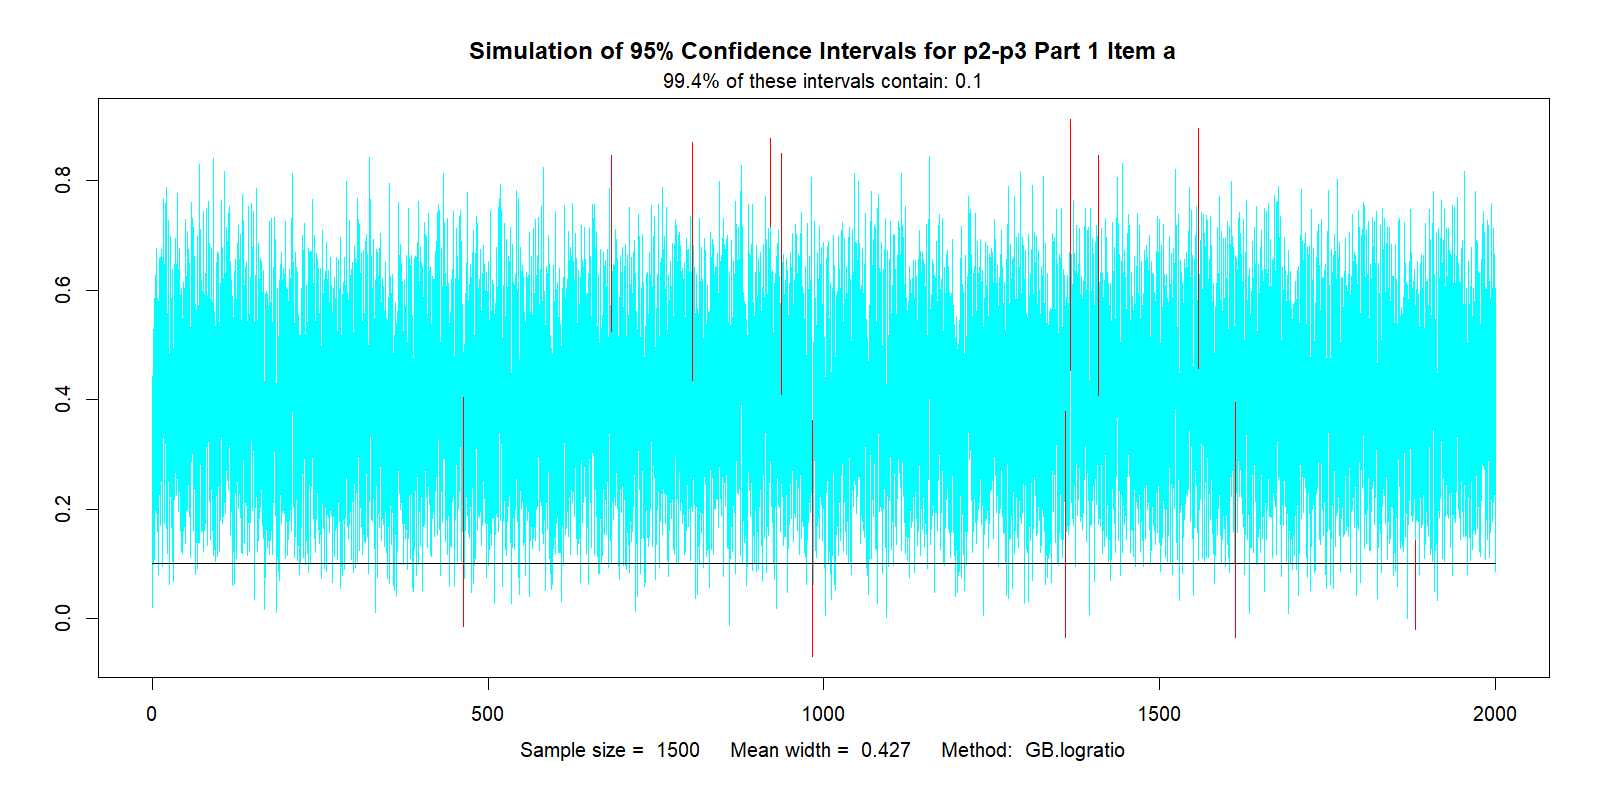 Simulation of 95% Confidence Intervals for p2-p3 Part 1 Item a
99.4% of these intervals contain: 0.1
0.8
0.6
0.4
0.2
0.0
0 500 1000 1500 2000
Sample size = 1500 Mean width = 0.427 Method: GB.logratio